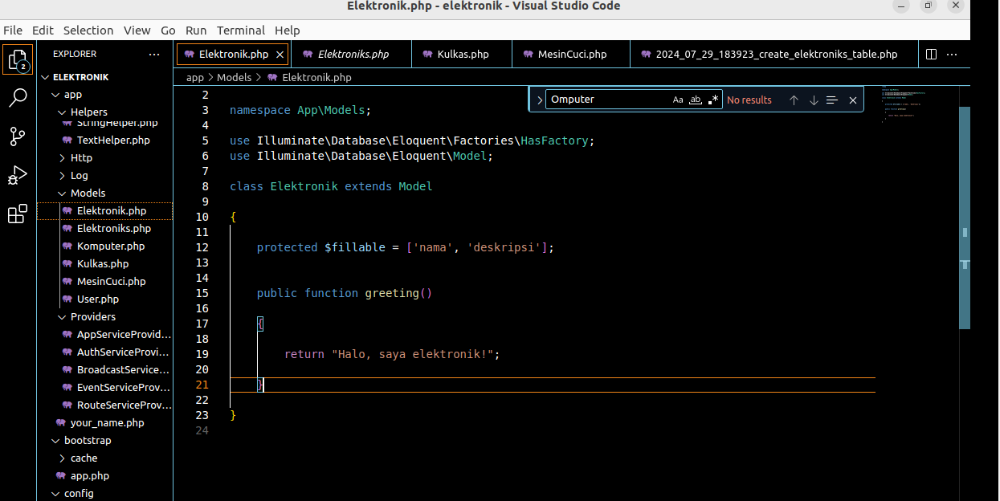 Elektronik.php - elektronik - Visual Studio Code
File Edit Selection View Go Run Terminal Help
2
EXPLORER ...
ELEKTRONIK
app
Helpers
StringHelper.php
TextHelper.php
Http
Log
Models
Elektronik.php
Elektroniks.php
Komputer.php
Kulkas.php
MesinCuci.php
User.php
Providers
AppServiceProvid...
AuthServiceProvi...
BroadcastService...
EventServiceProv...
RouteServiceProv...
your_name.php
bootstrap
cache
app.php
config
Elektronik.php Elektroniks.php Kulkas.php MesinCuci.php 2024_07_29_183923_create_elektroniks_table.php ...
app > Models > Elektronik.php
Omputer Aa ab .* No results
2
3 namespace App\Models;
4
5 use Illuminate\Database\Eloquent\Factories\HasFactory;
6 use Illuminate\Database\Eloquent\Model;
7
8 class Elektronik extends Model
9
10 {
11
12 protected $fillable = ['nama', 'deskripsi'];
13
14
15 public function greeting()
16
17 {
18
19 return "Halo, saya elektronik!";
20
21 }
22
23 }
24